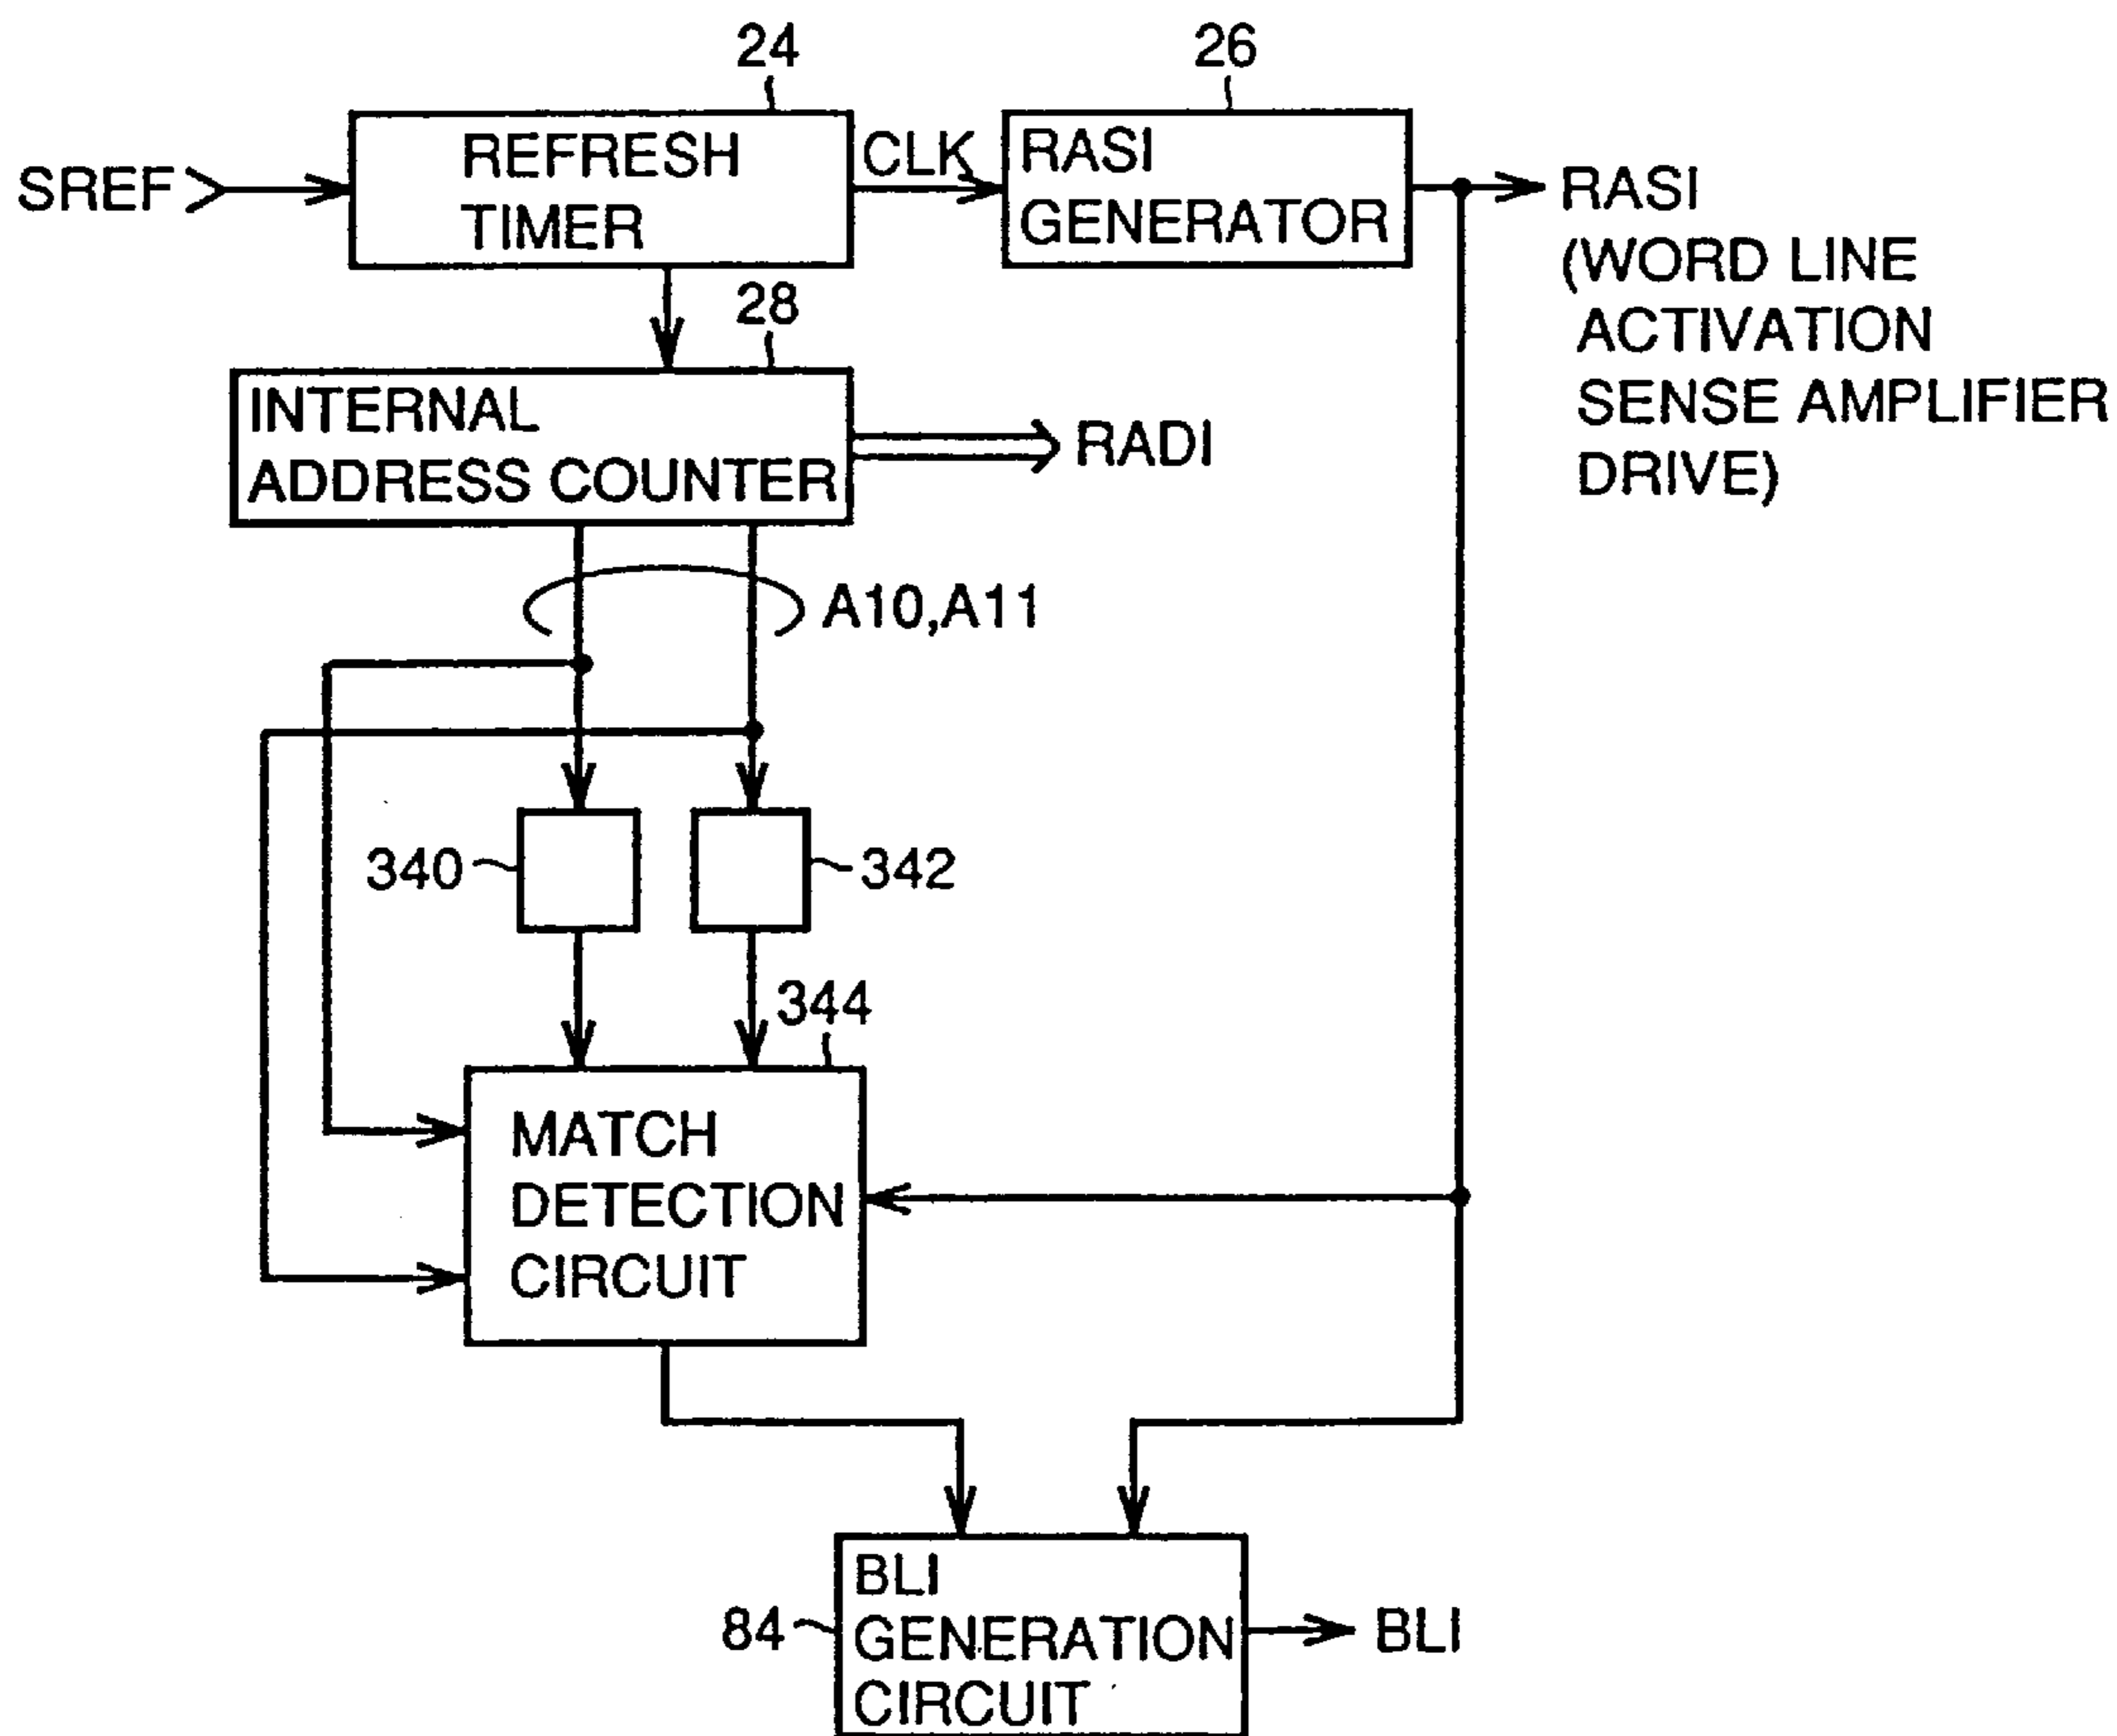 24
26
SREF
REFRESH
TIMER
CLK
RASI
GENERATOR
RASI
(WORD LINE
ACTIVATION
SENSE AMPLIFIER
DRIVE)
28
INTERNAL
ADDRESS COUNTER
RADI
A10,A11
340
342
344
MATCH
DETECTION
CIRCUIT
84
BLI
GENERATION
CIRCUIT
BLI